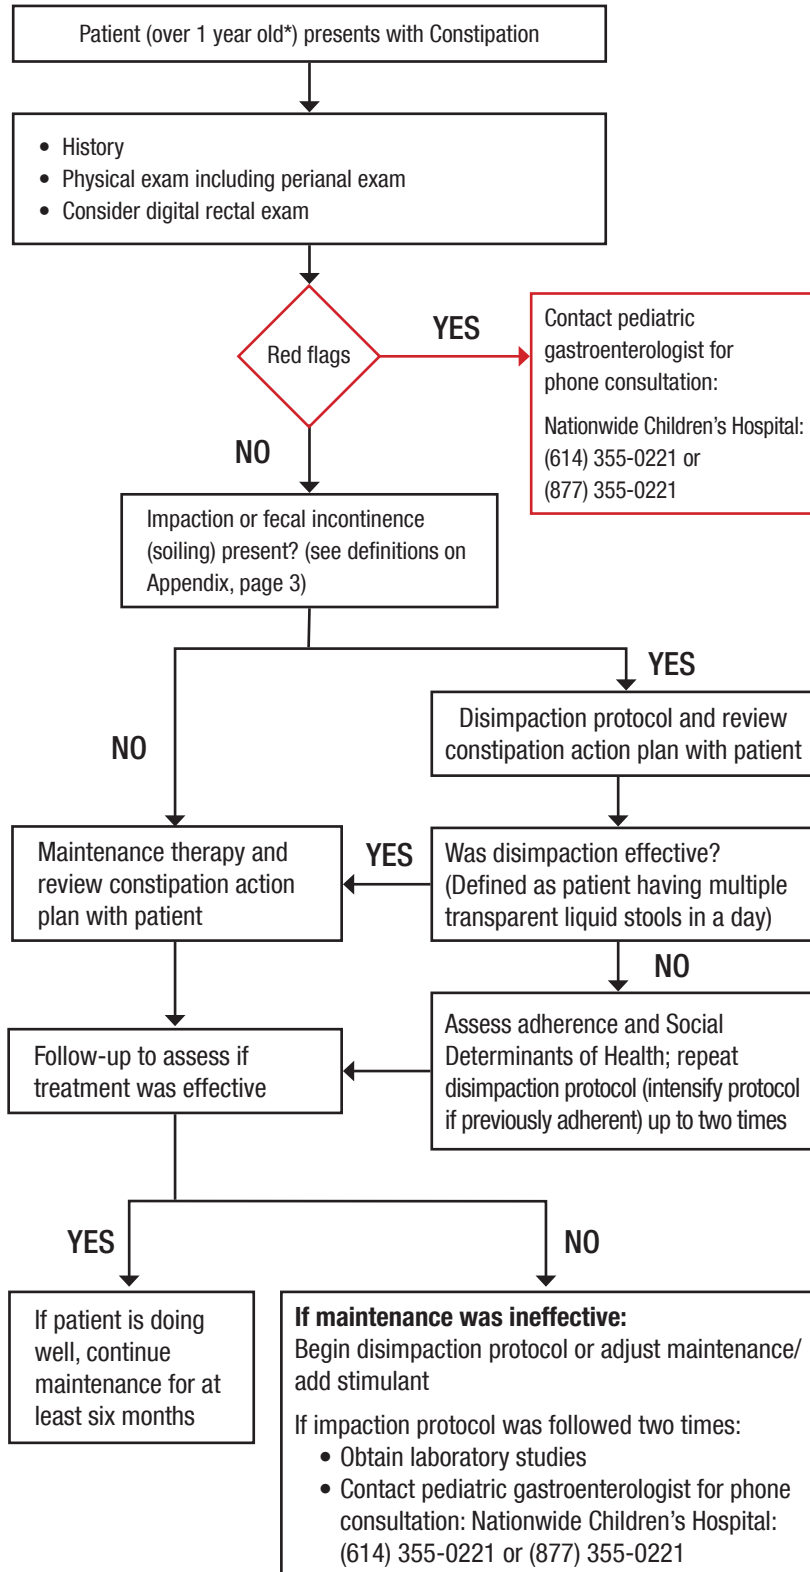 Patient (over 1 year old*) presents with Constipation
• History
• Physical exam including perianal exam
• Consider digital rectal exam
Red flags
YES
Contact pediatric
gastroenterologist for
phone consultation:
Nationwide Children’s Hospital:
(614) 355-0221 or
(877) 355-0221
NO
Impaction or fecal incontinence
(soiling) present? (see definitions on
Appendix, page 3)
YES
Disimpaction protocol and review
constipation action plan with patient
NO
Maintenance therapy and
review constipation action
plan with patient
YES
Was disimpaction effective?
(Defined as patient having multiple
transparent liquid stools in a day)
NO
Assess adherence and Social
Determinants of Health; repeat
disimpaction protocol (intensify protocol
if previously adherent) up to two times
Follow-up to assess if
treatment was effective
YES
NO
If patient is doing
well, continue
maintenance for at
least six months
If maintenance was ineffective:
Begin disimpaction protocol or adjust maintenance/
add stimulant
If impaction protocol was followed two times:
• Obtain laboratory studies
• Contact pediatric gastroenterologist for phone
consultation: Nationwide Children’s Hospital:
(614) 355-0221 or (877) 355-0221